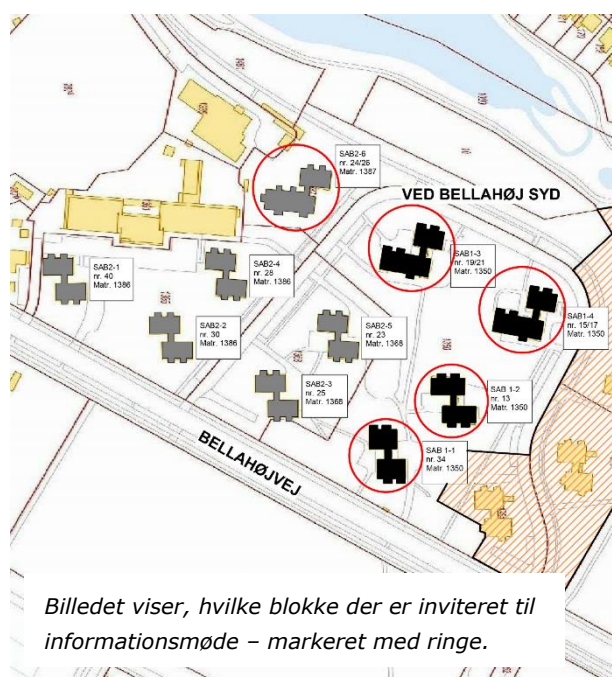 SAB2-6
nr. 24/26
Matr. 1387
VED BELLAHØJ SYD
SAB1-3
nr. 19/21
Matr. 1350
SAB2-1
nr. 40
Matr. 1386
SAB2-4
nr. 28
Matr. 1386
SAB1-4
nr. 15/17
Matr. 1350
SAB2-2
nr. 30
Matr. 1386
SAB2-5
nr. 23
Matr. 1368
SAB2-3
nr. 25
Matr. 1368
SAB 1-2
nr. 13
Matr. 1350
SAB 1-1
nr. 34
Matr. 1350
BELLAHØJVEJ
Billedet viser, hvilke blokke der er inviteret til
informationsmøde – markeret med ringe.